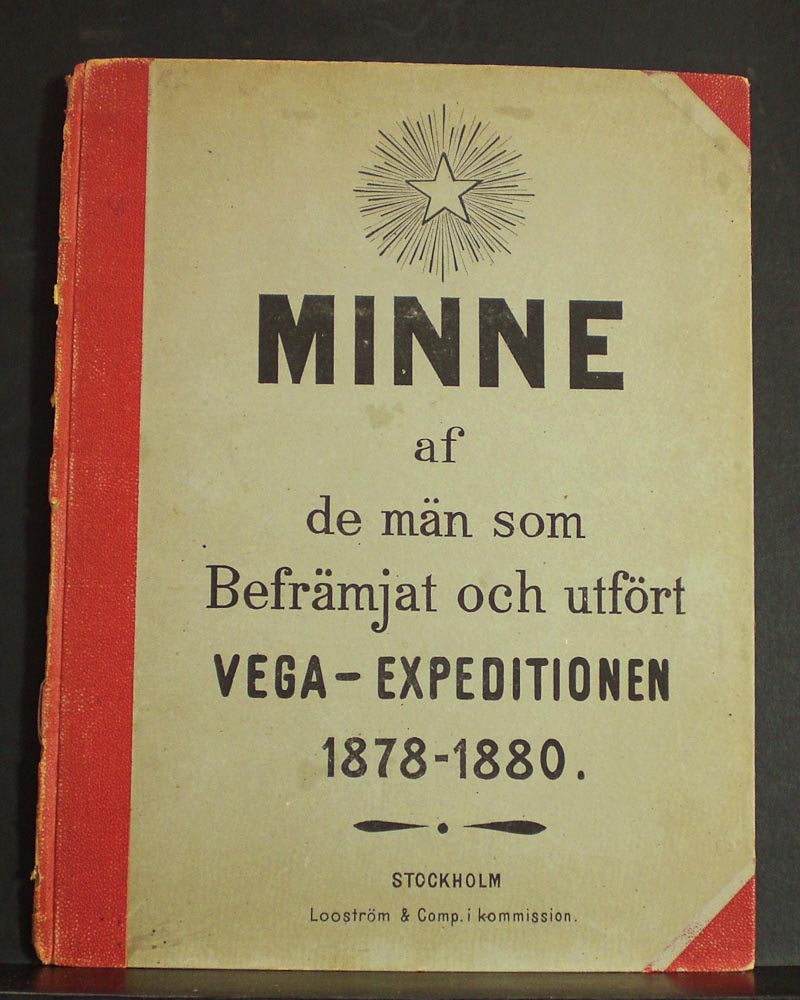 MINNE
af
de män som
Befrämjat och utfört
VEGA-EXPEDITIONEN
1878-1880.
STOCKHOLM
Looström & Comp. i kommission.